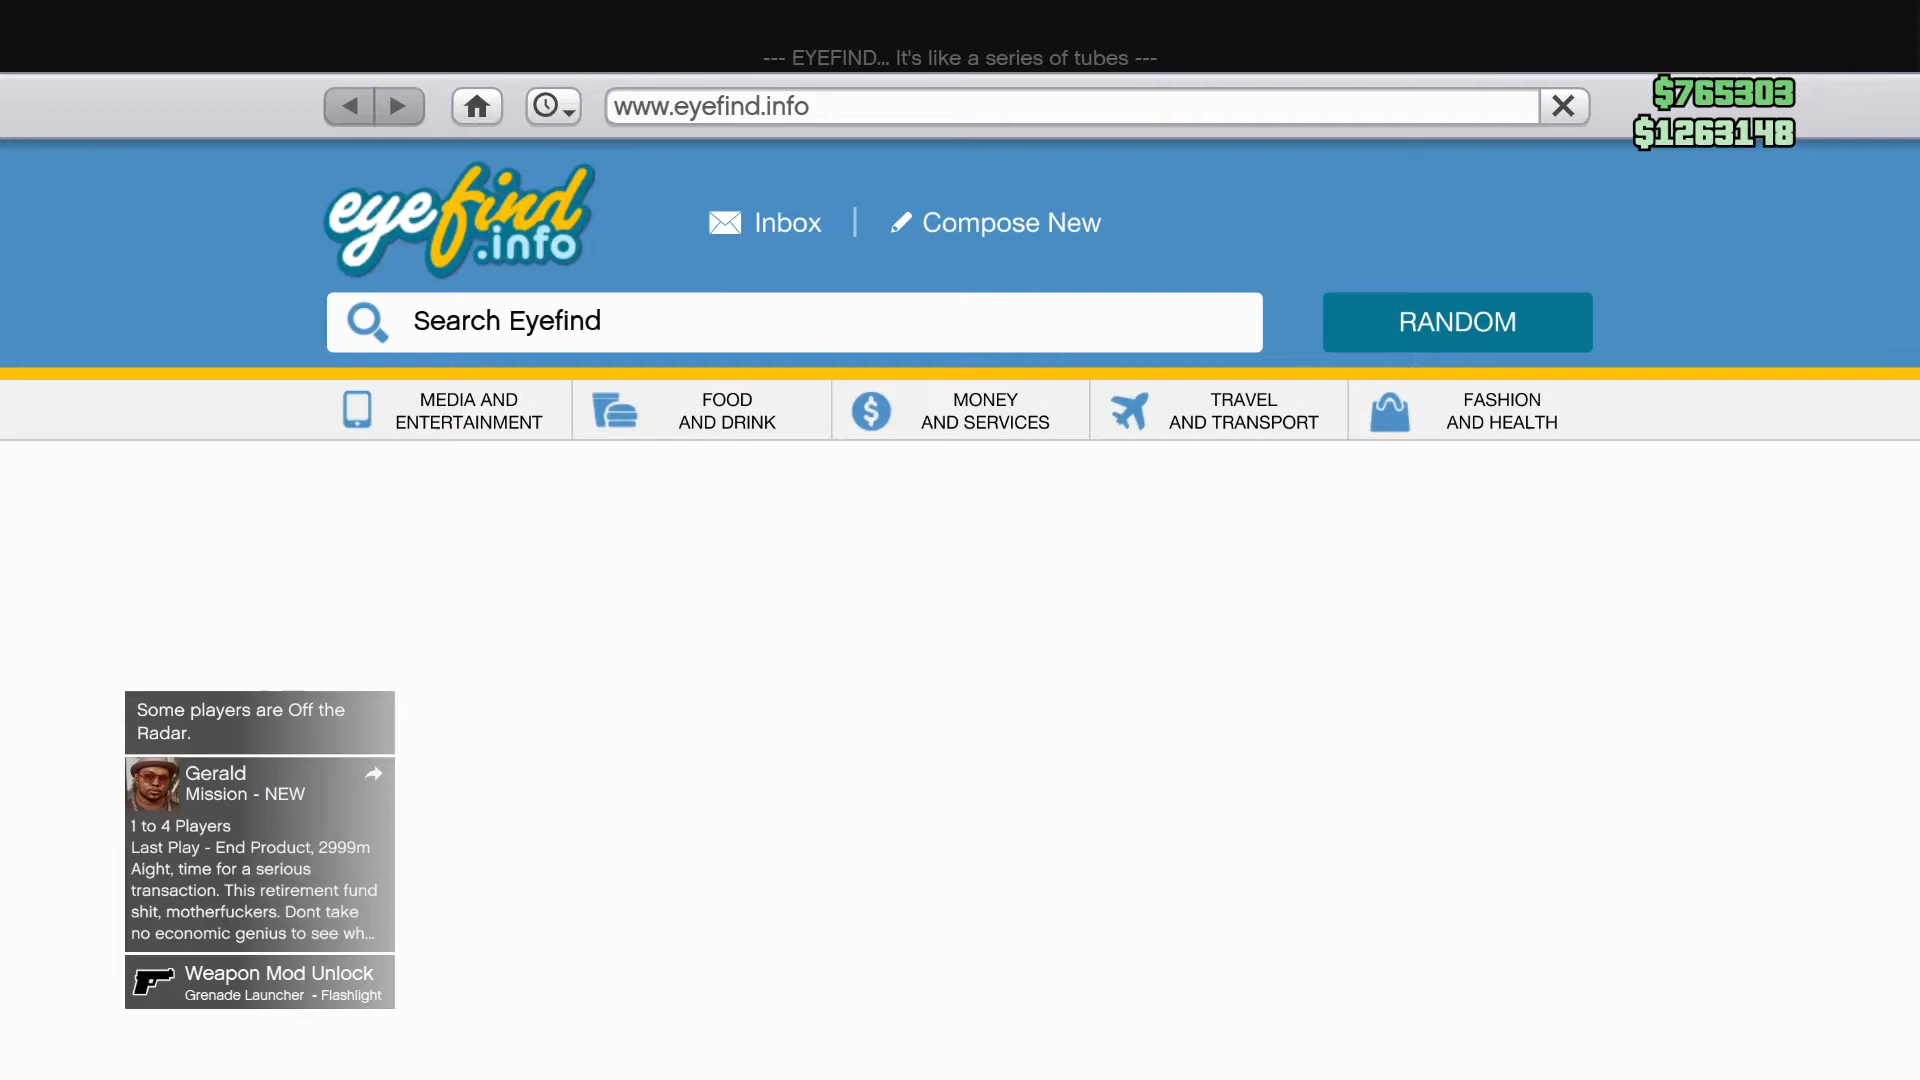 --- EYEFIND... It's like a series of tubes ---
www.eyefind.info
$765303
$1263148
eyefind
.info
Inbox
Compose New
Search Eyefind
RANDOM
MEDIA AND
ENTERTAINMENT
FOOD
AND DRINK
MONEY
AND SERVICES
TRAVEL
AND TRANSPORT
FASHION
AND HEALTH
Some players are Off the
Radar.
Gerald
Mission - NEW
1 to 4 Players
Last Play - End Product, 2999m
Aight, time for a serious
transaction. This retirement fund
shit, motherfuckers. Dont take
no economic genius to see wh...
Weapon Mod Unlock
Grenade Launcher - Flashlight